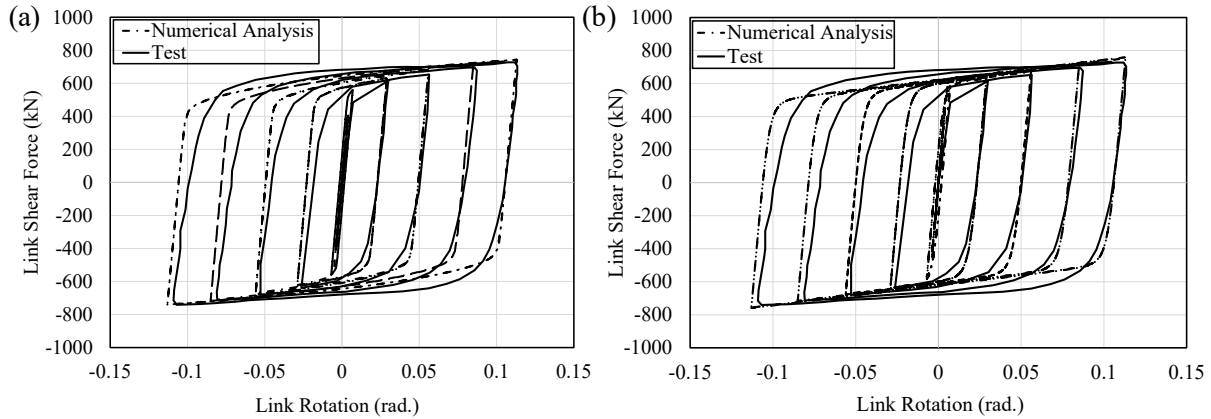 (a)
1000
800
600
400
200
0
-200
-400
-600
-800
-1000
Link Shear Force (kN)
Numerical Analysis
Test
-0.15 -0.1 -0.05 0 0.05 0.1 0.15
Link Rotation (rad.)
(b)
1000
800
600
400
200
0
-200
-400
-600
-800
-1000
Link Shear Force (kN)
Numerical Analysis
Test
-0.15 -0.1 -0.05 0 0.05 0.1 0.15
Link Rotation (rad.)